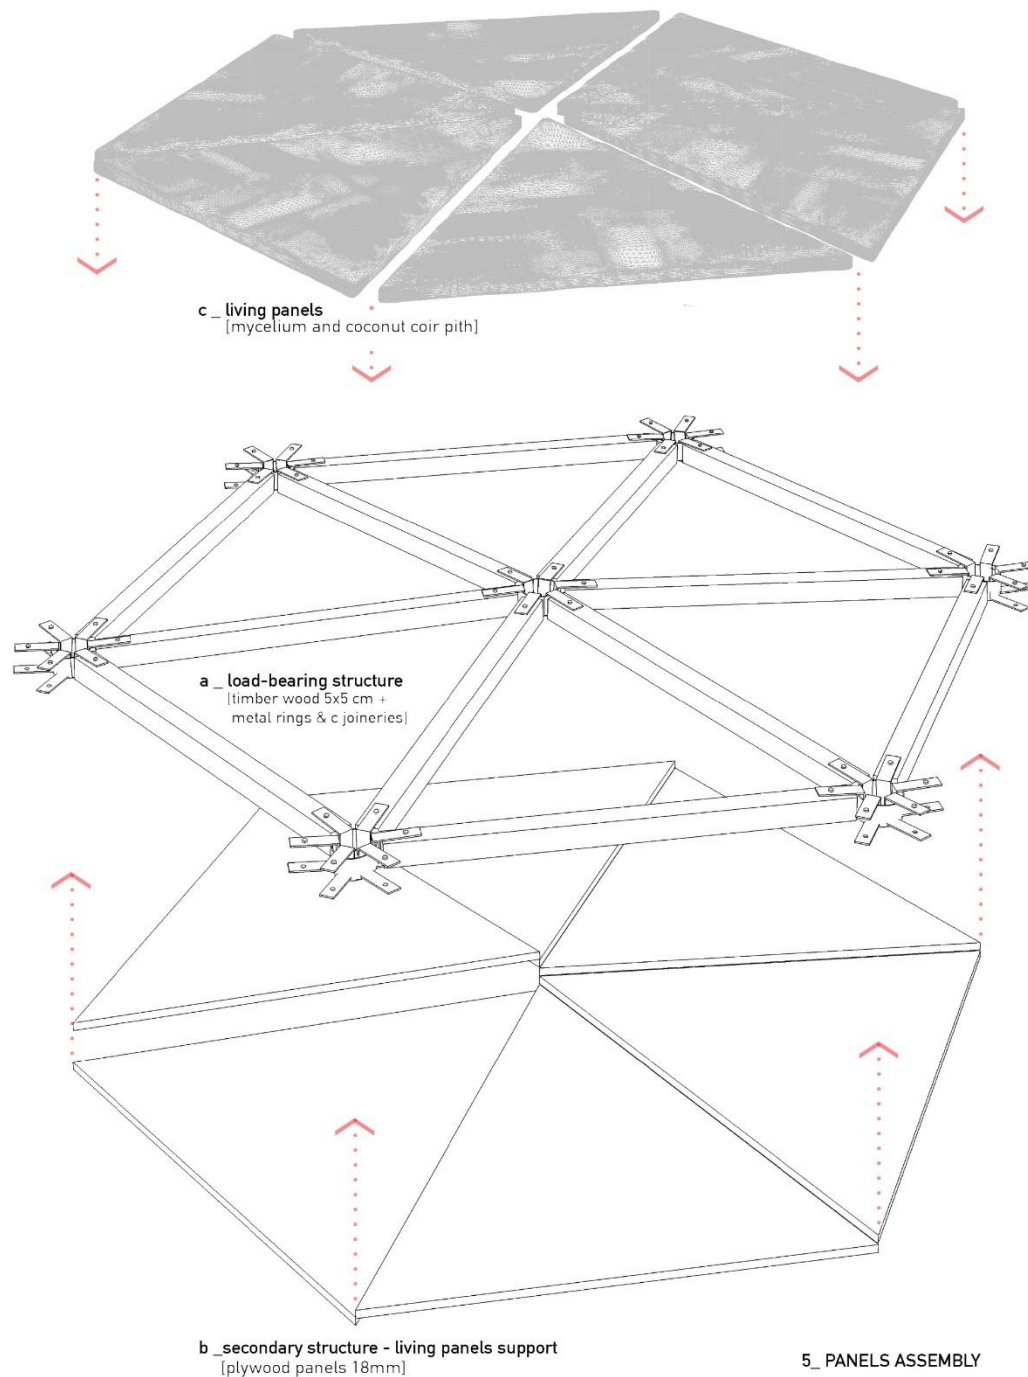 c _ living panels
[mycelium and coconut coir pith]
a _ load-bearing structure
[timber wood 5x5 cm +
metal rings & c joineries]
b _secondary structure - living panels support
[plywood panels 18mm]
5_ PANELS ASSEMBLY